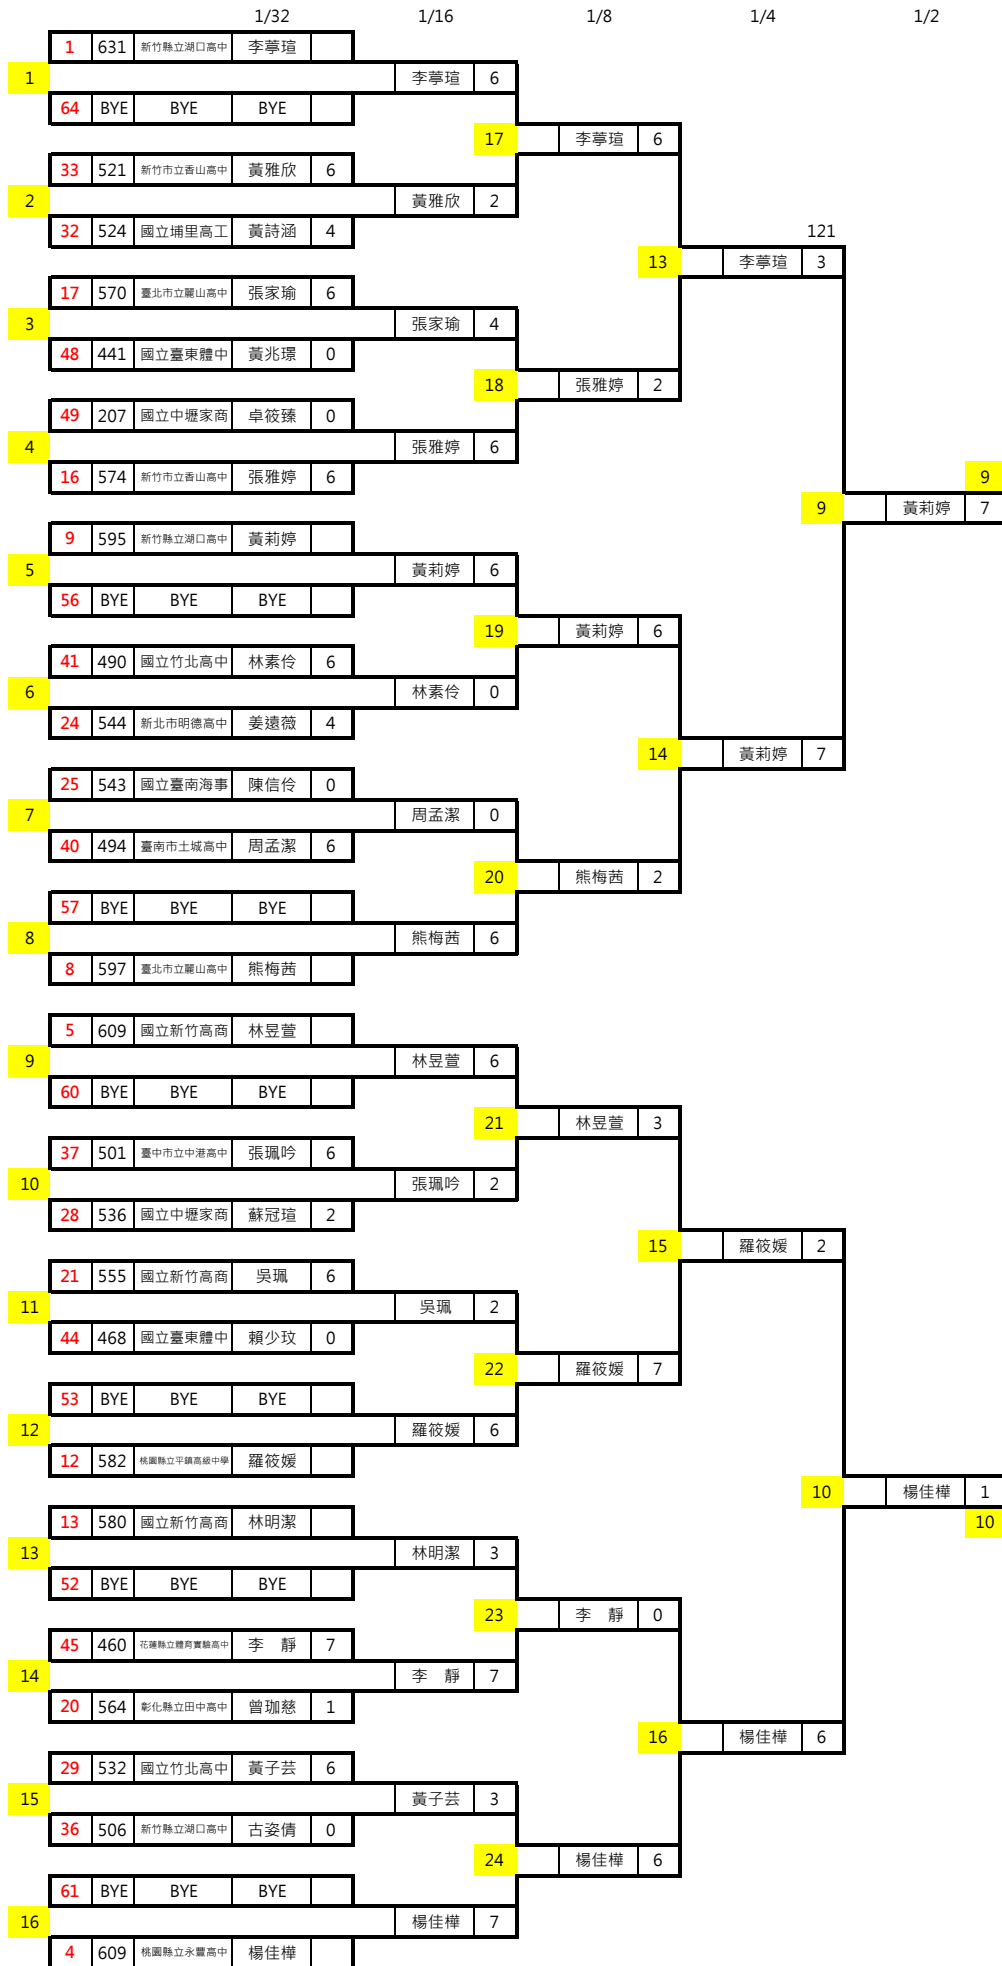 1/32 1/16 1/8 1/4 1/2
1 631 新竹縣立湖口高中 李葶瑄
1 李葶瑄 6
64 BYE BYE BYE
17 李葶瑄 6
33 521 新竹市立香山高中 黃雅欣 6
2 黃雅欣 2
32 524 國立埔里高工 黃詩涵 4
121
13 李葶瑄 3
17 570 臺北市立麗山高中 張家瑜 6
3 張家瑜 4
48 441 國立臺東體中 黃兆璟 0
18 張雅婷 2
49 207 國立中壢家商 卓筱臻 0
4 張雅婷 6
16 574 新竹市立香山高中 張雅婷 6
9
9 黃莉婷 7
9 595 新竹縣立湖口高中 黃莉婷
5 黃莉婷 6
56 BYE BYE BYE
19 黃莉婷 6
41 490 國立竹北高中 林素伶 6
6 林素伶 0
24 544 新北市明德高中 姜遠薇 4
14 黃莉婷 7
25 543 國立臺南海事 陳信伶 0
7 周孟潔 0
40 494 臺南市土城高中 周孟潔 6
20 熊梅茜 2
57 BYE BYE BYE
8 熊梅茜 6
8 597 臺北市立麗山高中 熊梅茜
5 609 國立新竹高商 林昱萱
9 林昱萱 6
60 BYE BYE BYE
21 林昱萱 3
37 501 臺中市立中港高中 張珮吟 6
10 張珮吟 2
28 536 國立中壢家商 蘇冠瑄 2
15 羅筱媛 2
21 555 國立新竹高商 吳珮 6
11 吳珮 2
44 468 國立臺東體中 賴少玟 0
22 羅筱媛 7
53 BYE BYE BYE
12 羅筱媛 6
12 582 桃園縣立平鎮高級中學 羅筱媛
10 楊佳樺 1
13 580 國立新竹高商 林明潔
10
13 林明潔 3
52 BYE BYE BYE
23 李 靜 0
45 460 花蓮縣立體育實驗高中 李 靜 7
14 李 靜 7
20 564 彰化縣立田中高中 曾珈慈 1
16 楊佳樺 6
29 532 國立竹北高中 黃子芸 6
15 黃子芸 3
36 506 新竹縣立湖口高中 古姿倩 0
24 楊佳樺 6
61 BYE BYE BYE
16 楊佳樺 7
4 609 桃園縣立永豐高中 楊佳樺